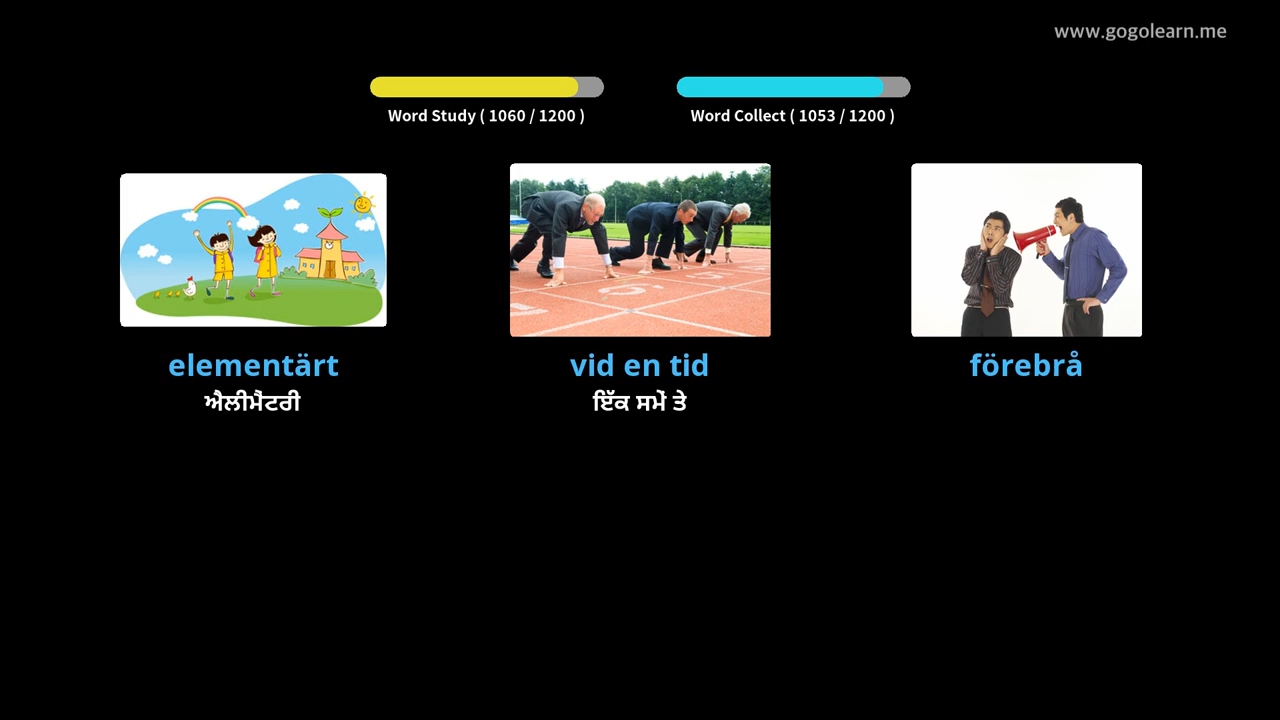 www.gogolearn.me
Word Study ( 1060 / 1200 )
Word Collect ( 1053 / 1200 )
elementärt
vid en tid
förebrå
ਐਲੀਮੈਂਟਰੀ
ਇੱਕ ਸਮੇਂ ਤੇ